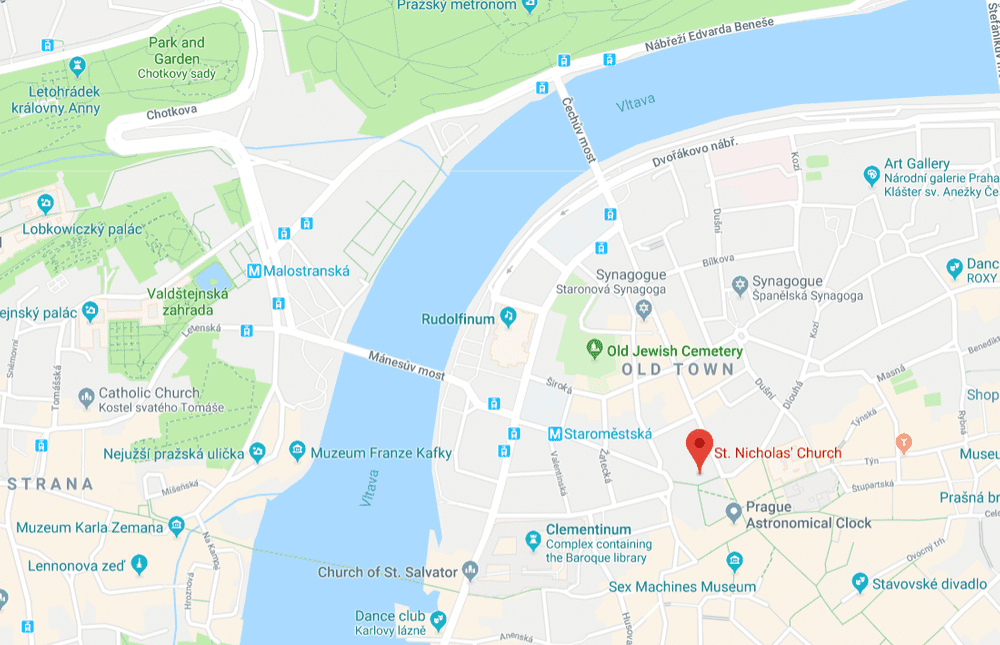 Pražský metronom
Štefánikův m
Nábřeží Edvarda Beneše
Park and
Garden
Chotkovy sady
Letohrádek
královny Anny
Chotkova
Vltava
Čechův most
Dvořákovo nábř.
Kozí
Art Gallery
Národní galerie Praha
Klášter sv. Anežky Če
Lobkowiczký palác
Dušní
Bílkova
Malostranská
Synagogue
Staronová Synagoga
Synagogue
Španělská Synagoga
Danc
ROXY
Valdštejnská
zahrada
ejnský palác
Letenská
Rudolfinum
Kozí
Sněmovní
Tomášská
Mánesův most
Old Jewish Cemetery
OLD TOWN
Benedikt
Masná
Široká
Dušní
Dlouhá
Catholic Church
Kostel svatého Tomáše
Shop
Rybná
Týnská
Staroměstská
St. Nicholas' Church
Nejužší pražská ulička
Muzeum Franze Kafky
Týn
Muzeu
Valentinská
Žatecká
Vltava
STRANA
Míšeňská
Štupartská
Prašná br
Cele
Prague
Astronomical Clock
Muzeum Karla Zemana
Na Kampě
Clementinum
Complex containing
the Baroque library
Ovocný trh
Lennonova zeď
Hroznová
Church of St. Salvator
Sex Machines Museum
Stavovské divadlo
Dance club
Karlovy lázně
Anenská
Husova